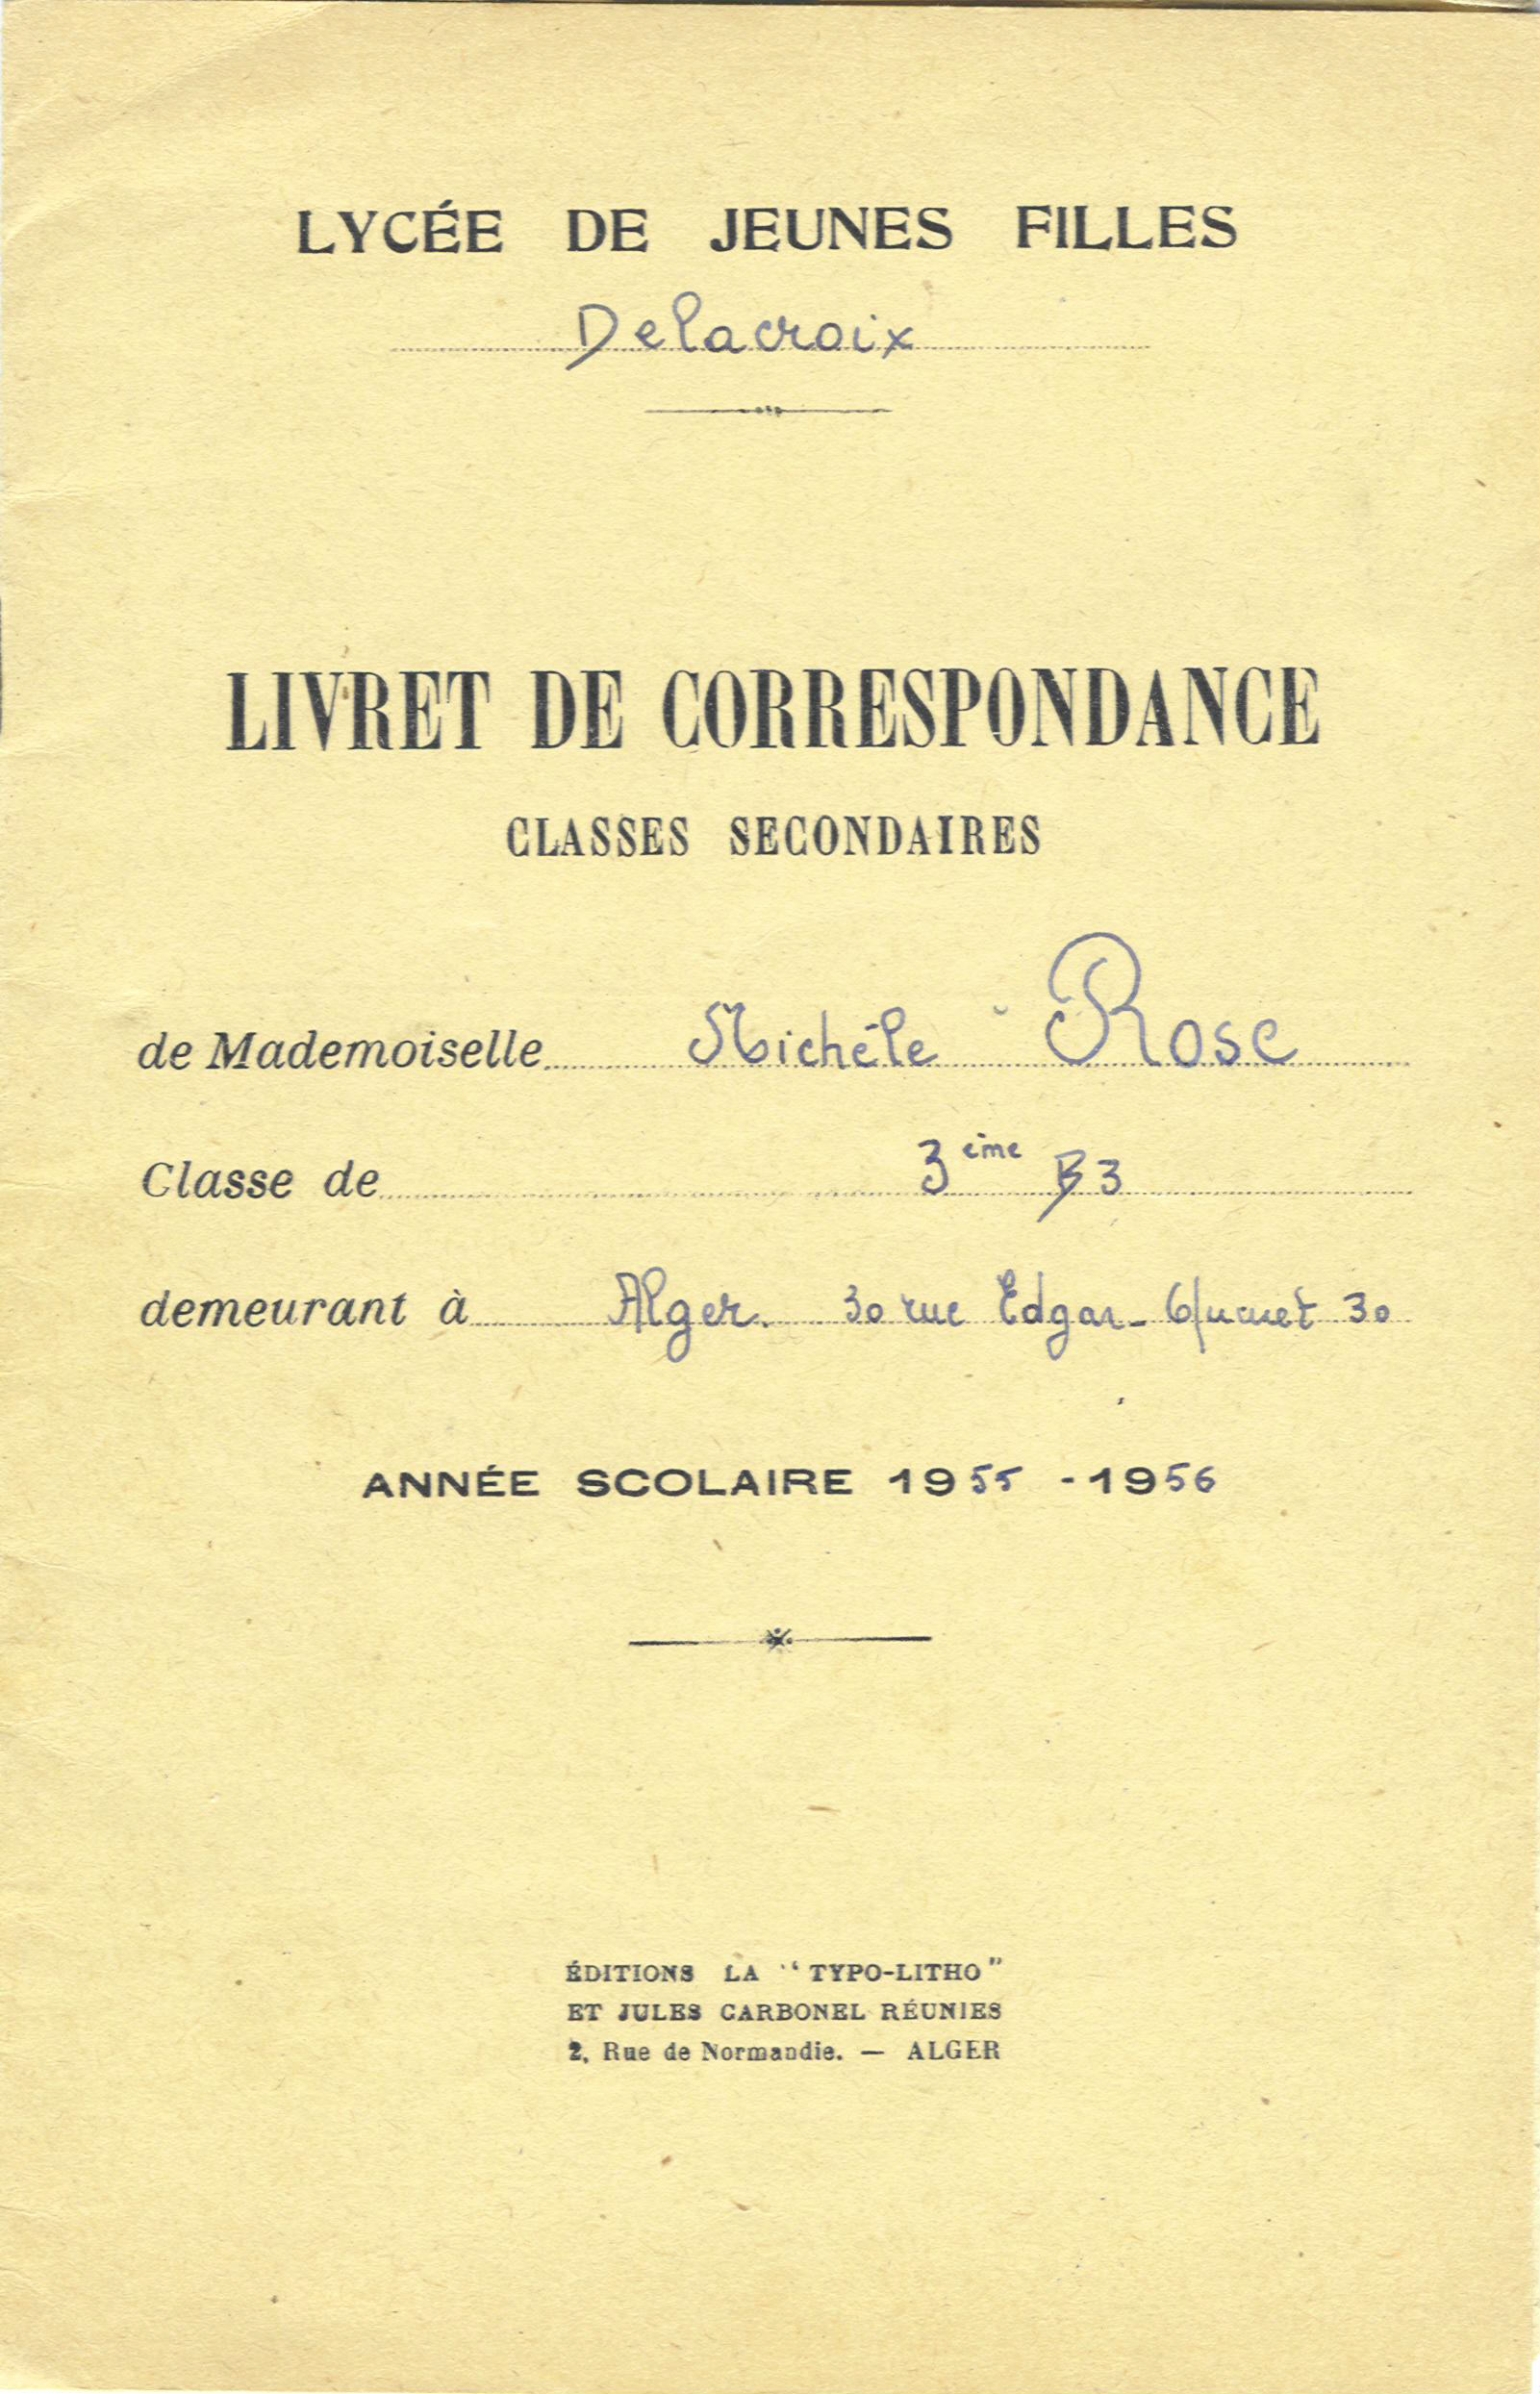 LYCÉE DE JEUNES FILLES
Delacroix
LIVRET DE CORRESPONDANCE
CLASSES SECONDAIRES
de Mademoiselle Michèle Rose
Classe de 3ème B3
demeurant à Alger. 30 rue Edgar-Quinet 30
ANNÉE SCOLAIRE 1955 - 1956
ÉDITIONS LA "TYPO-LITHO"
ET JULES CARBONEL RÉUNIES
2, Rue de Normandie. — ALGER